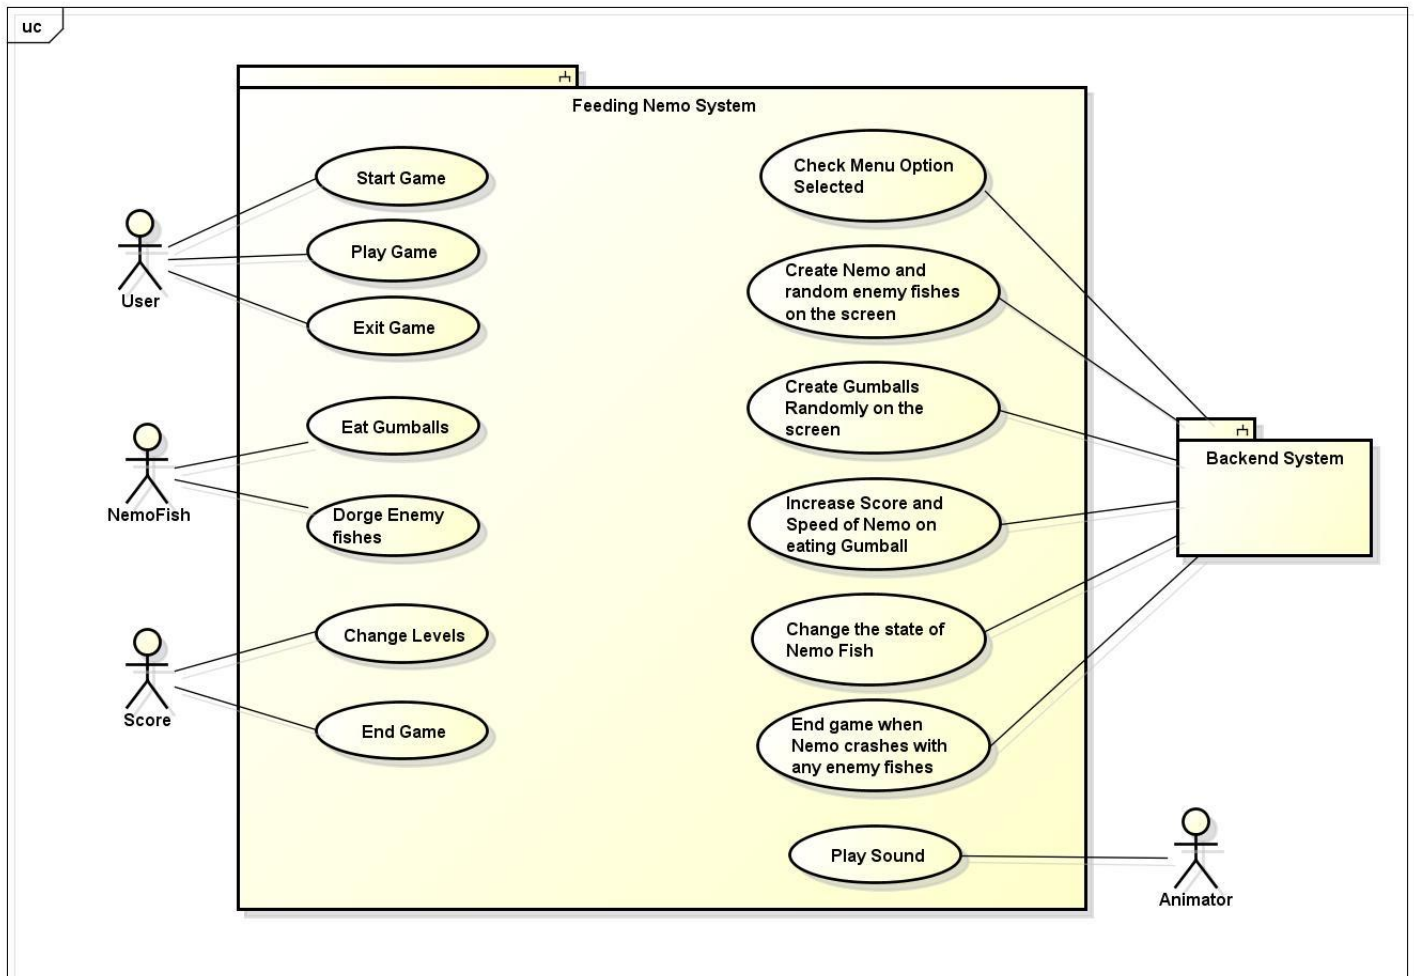 uc
Feeding Nemo System
Start Game
Play Game
Exit Game
User
Eat Gumballs
Dorge Enemy
fishes
NemoFish
Change Levels
End Game
Score
Check Menu Option
Selected
Create Nemo and
random enemy fishes
on the screen
Create Gumballs
Randomly on the
screen
Increase Score and
Speed of Nemo on
eating Gumball
Change the state of
Nemo Fish
End game when
Nemo crashes with
any enemy fishes
Play Sound
Backend System
Animator